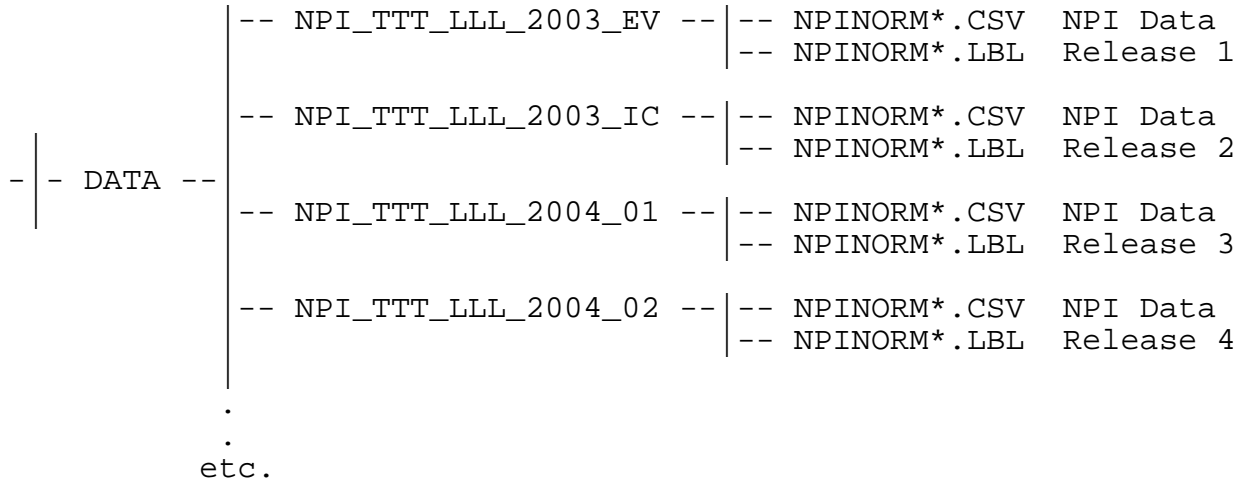 -- NPI_TTT_LLL_2003_EV --|-- NPINORM*.CSV NPI Data
|-- NPINORM*.LBL Release 1
-- NPI_TTT_LLL_2003_IC --|-- NPINORM*.CSV NPI Data
|-- NPINORM*.LBL Release 2
-|- DATA --|
-- NPI_TTT_LLL_2004_01 --|-- NPINORM*.CSV NPI Data
|-- NPINORM*.LBL Release 3
-- NPI_TTT_LLL_2004_02 --|-- NPINORM*.CSV NPI Data
|-- NPINORM*.LBL Release 4
.
.
etc.